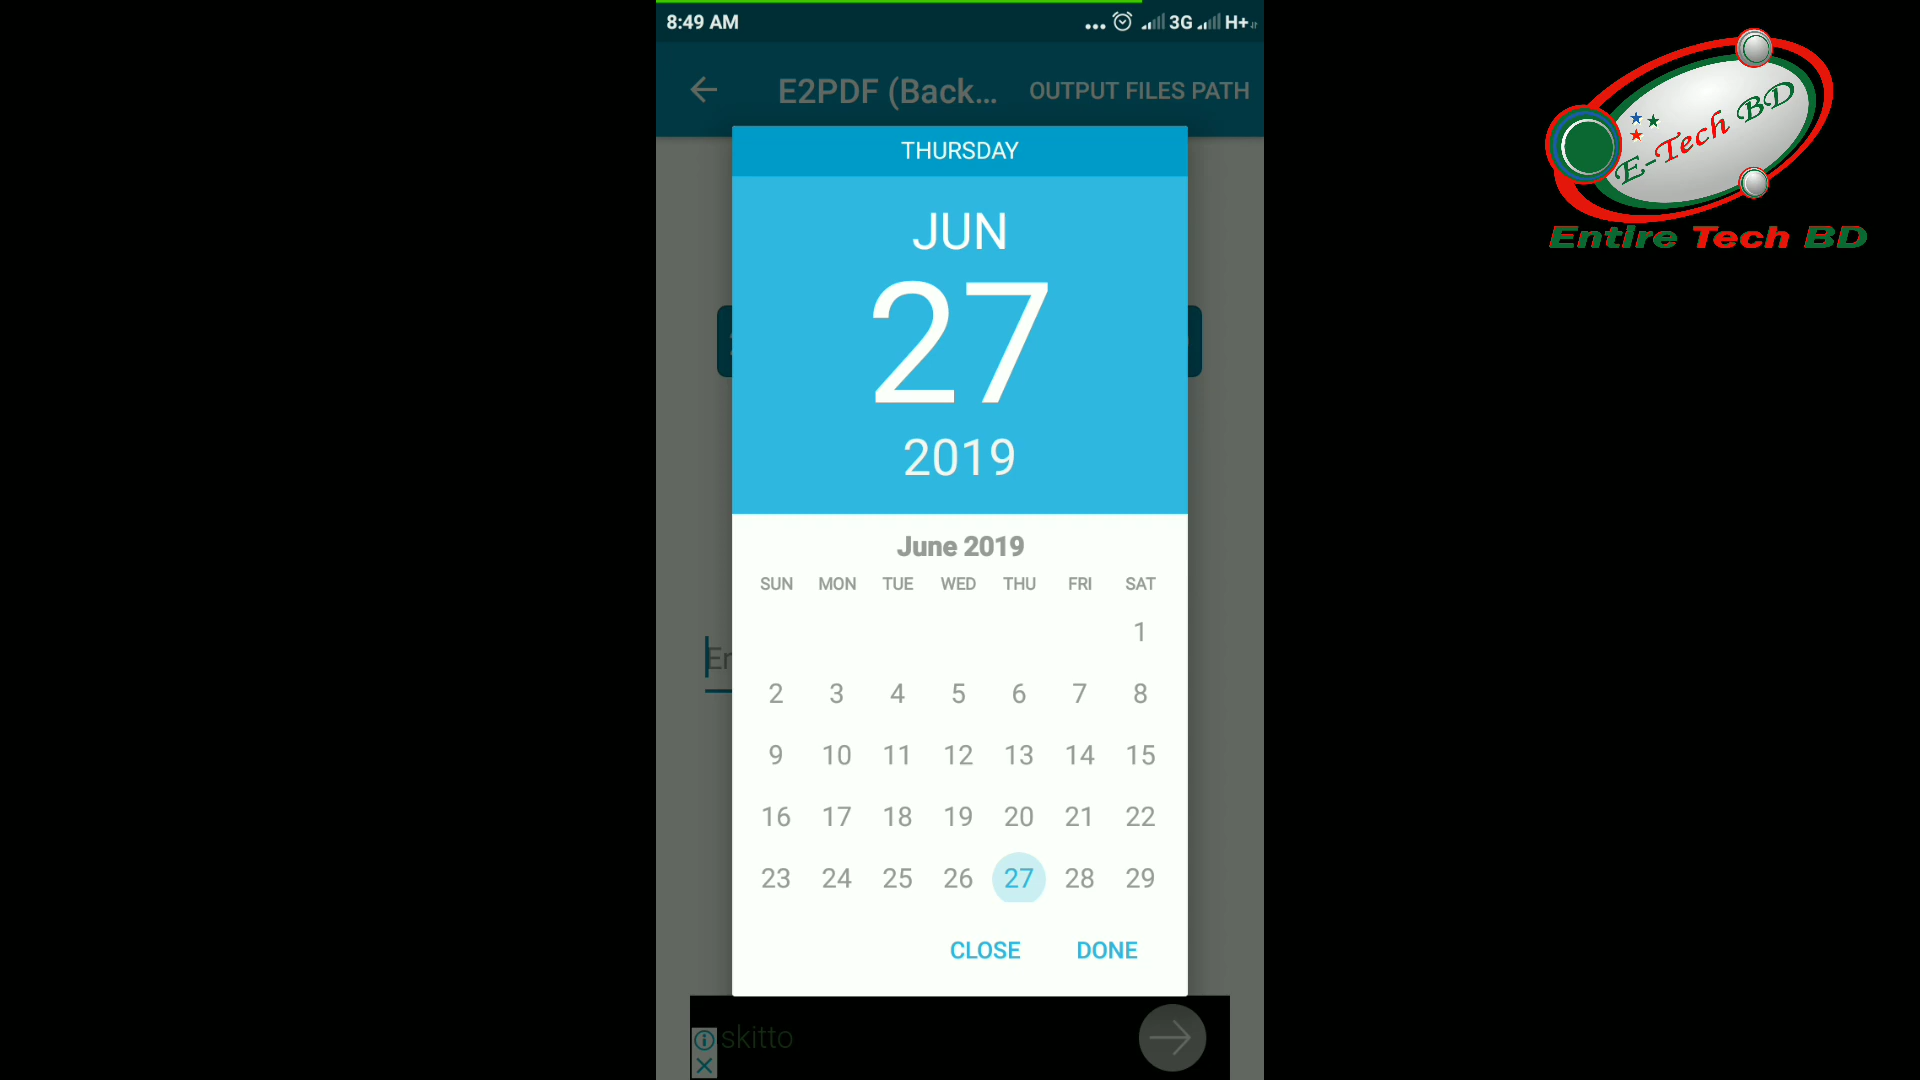 8:49 AM
3G H+
E2PDF (Back... OUTPUT FILES PATH
THURSDAY
JUN
27
2019
June 2019
SUN MON TUE WED THU FRI SAT
1
2 3 4 5 6 7 8
9 10 11 12 13 14 15
16 17 18 19 20 21 22
23 24 25 26 27 28 29
CLOSE DONE
skitto
E-Tech BD
Entire Tech BD